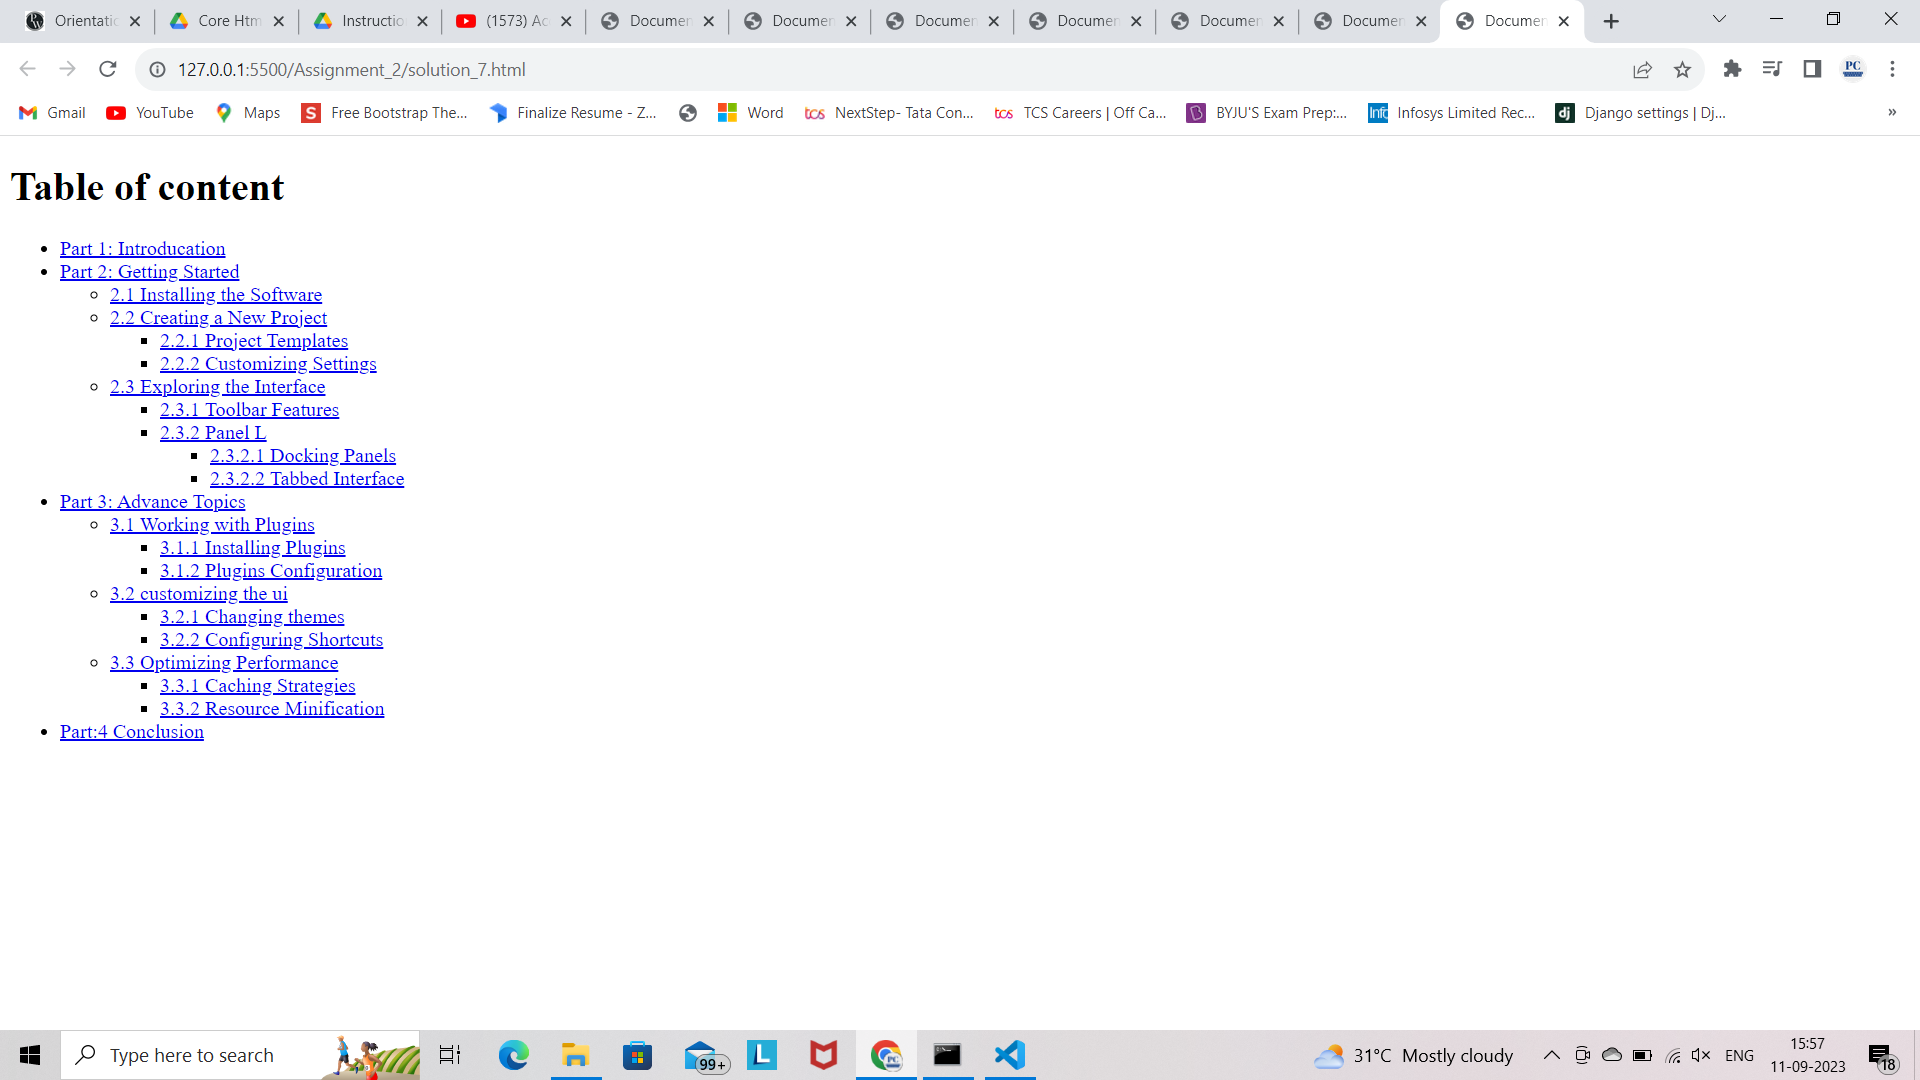 Orientati
Core Htm
Instructio
(1573) Ac
Documen
Documen
Documen
Documen
Documen
Documen
Documen
127.0.0.1:5500/Assignment_2/solution_7.html
PC
Gmail
YouTube
Maps
S Free Bootstrap The...
Finalize Resume - Z...
Word
tcs NextStep- Tata Con...
tcs TCS Careers | Off Ca...
B BYJU'S Exam Prep:...
Infosys Limited Rec...
dj Django settings | Dj...
»
Table of content
Part 1: Introducation
Part 2: Getting Started
2.1 Installing the Software
2.2 Creating a New Project
2.2.1 Project Templates
2.2.2 Customizing Settings
2.3 Exploring the Interface
2.3.1 Toolbar Features
2.3.2 Panel L
2.3.2.1 Docking Panels
2.3.2.2 Tabbed Interface
Part 3: Advance Topics
3.1 Working with Plugins
3.1.1 Installing Plugins
3.1.2 Plugins Configuration
3.2 customizing the ui
3.2.1 Changing themes
3.2.2 Configuring Shortcuts
3.3 Optimizing Performance
3.3.1 Caching Strategies
3.3.2 Resource Minification
Part:4 Conclusion
Type here to search
99+
L
PC
31°C Mostly cloudy
ENG
15:57
11-09-2023
18